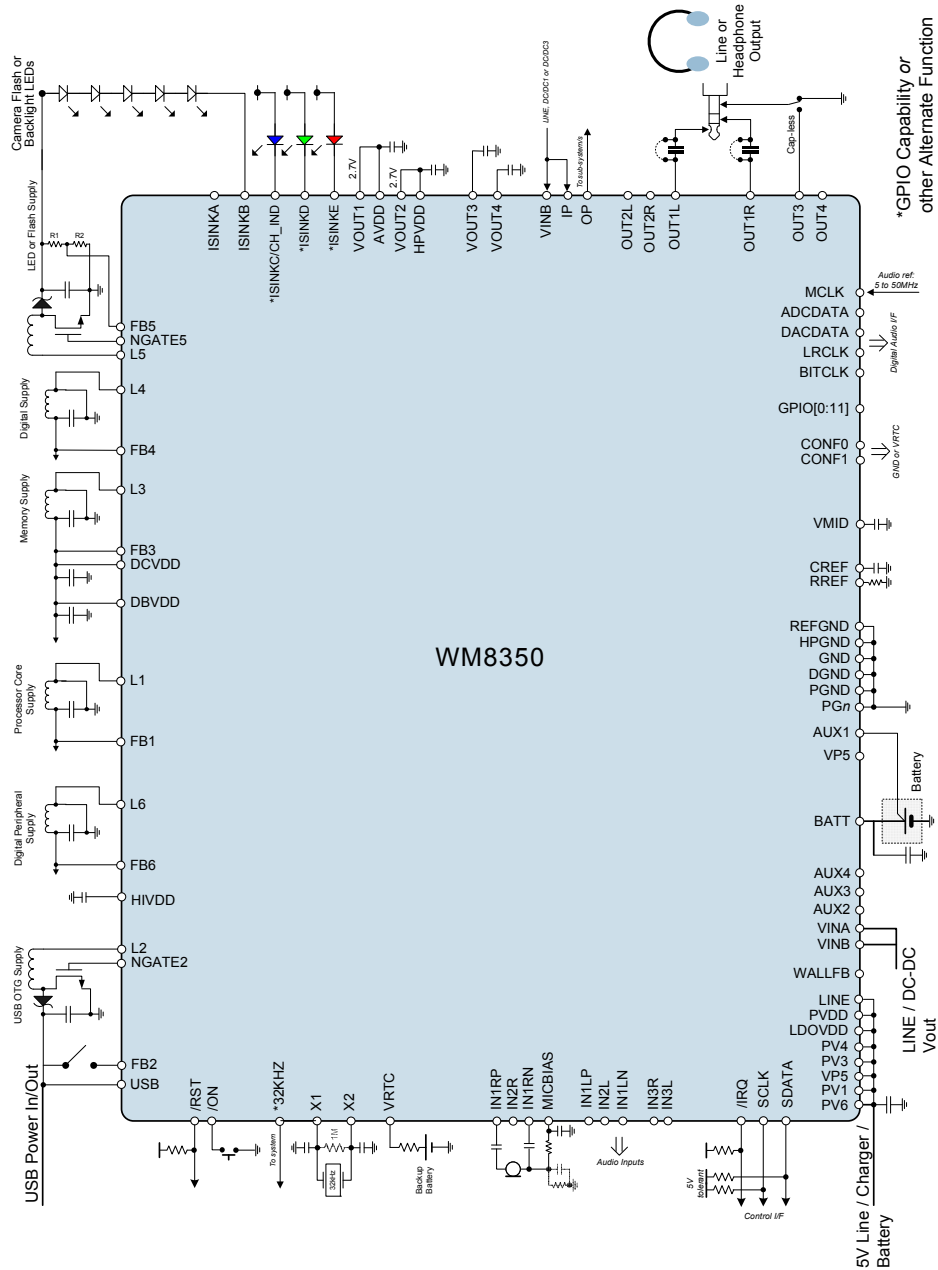 Camera Flash or
Backlight LEDs
LED or Flash Supply
R1
R2
Digital Supply
Memory Supply
Processor Core
Supply
Digital Peripheral
Supply
USB OTG Supply
USB Power In/Out
FB5
NGATE5
L5
L4
FB4
L3
FB3
DCVDD
DBVDD
L1
FB1
L6
FB6
HIVDD
L2
NGATE2
FB2
USB
ISINKA
ISINKB
*ISINKC/CH_IND
*ISINKD
*ISINKE
VOUT1
AVDD
VOUT2
HPVDD
VOUT3
VOUT4
VINB
IP
OP
OUT2L
OUT2R
OUT1L
OUT1R
OUT3
OUT4
2.7V
2.7V
LINE, DC/DC1 or DC/DC3
To sub-system/s
Line or
Headphone
Output
Cap-less
*GPIO Capability or
other Alternate Function
WM8350
MCLK
ADCDATA
DACDATA
LRCLK
BITCLK
GPIO[0:11]
CONF0
CONF1
VMID
CREF
RREF
REFGND
HPGND
GND
DGND
PGND
PGn
AUX1
VP5
BATT
AUX4
AUX3
AUX2
VINA
VINB
WALLFB
LINE
PVDD
LDOVDD
PV4
PV3
VP5
PV1
PV6
Audio ref:
5 to 50MHz
Digital Audio I/F
GND or VRTC
Battery
LINE / DC-DC
Vout
/RST
/ON
*32KHZ
X1
X2
VRTC
IN1RP
IN2R
IN1RN
MICBIAS
IN1LP
IN2L
IN1LN
IN3R
IN3L
/IRQ
SCLK
SDATA
To system
1M
32kHz
Backup
Battery
Audio Inputs
5V
tolerant
Control I/F
5V Line / Charger /
Battery